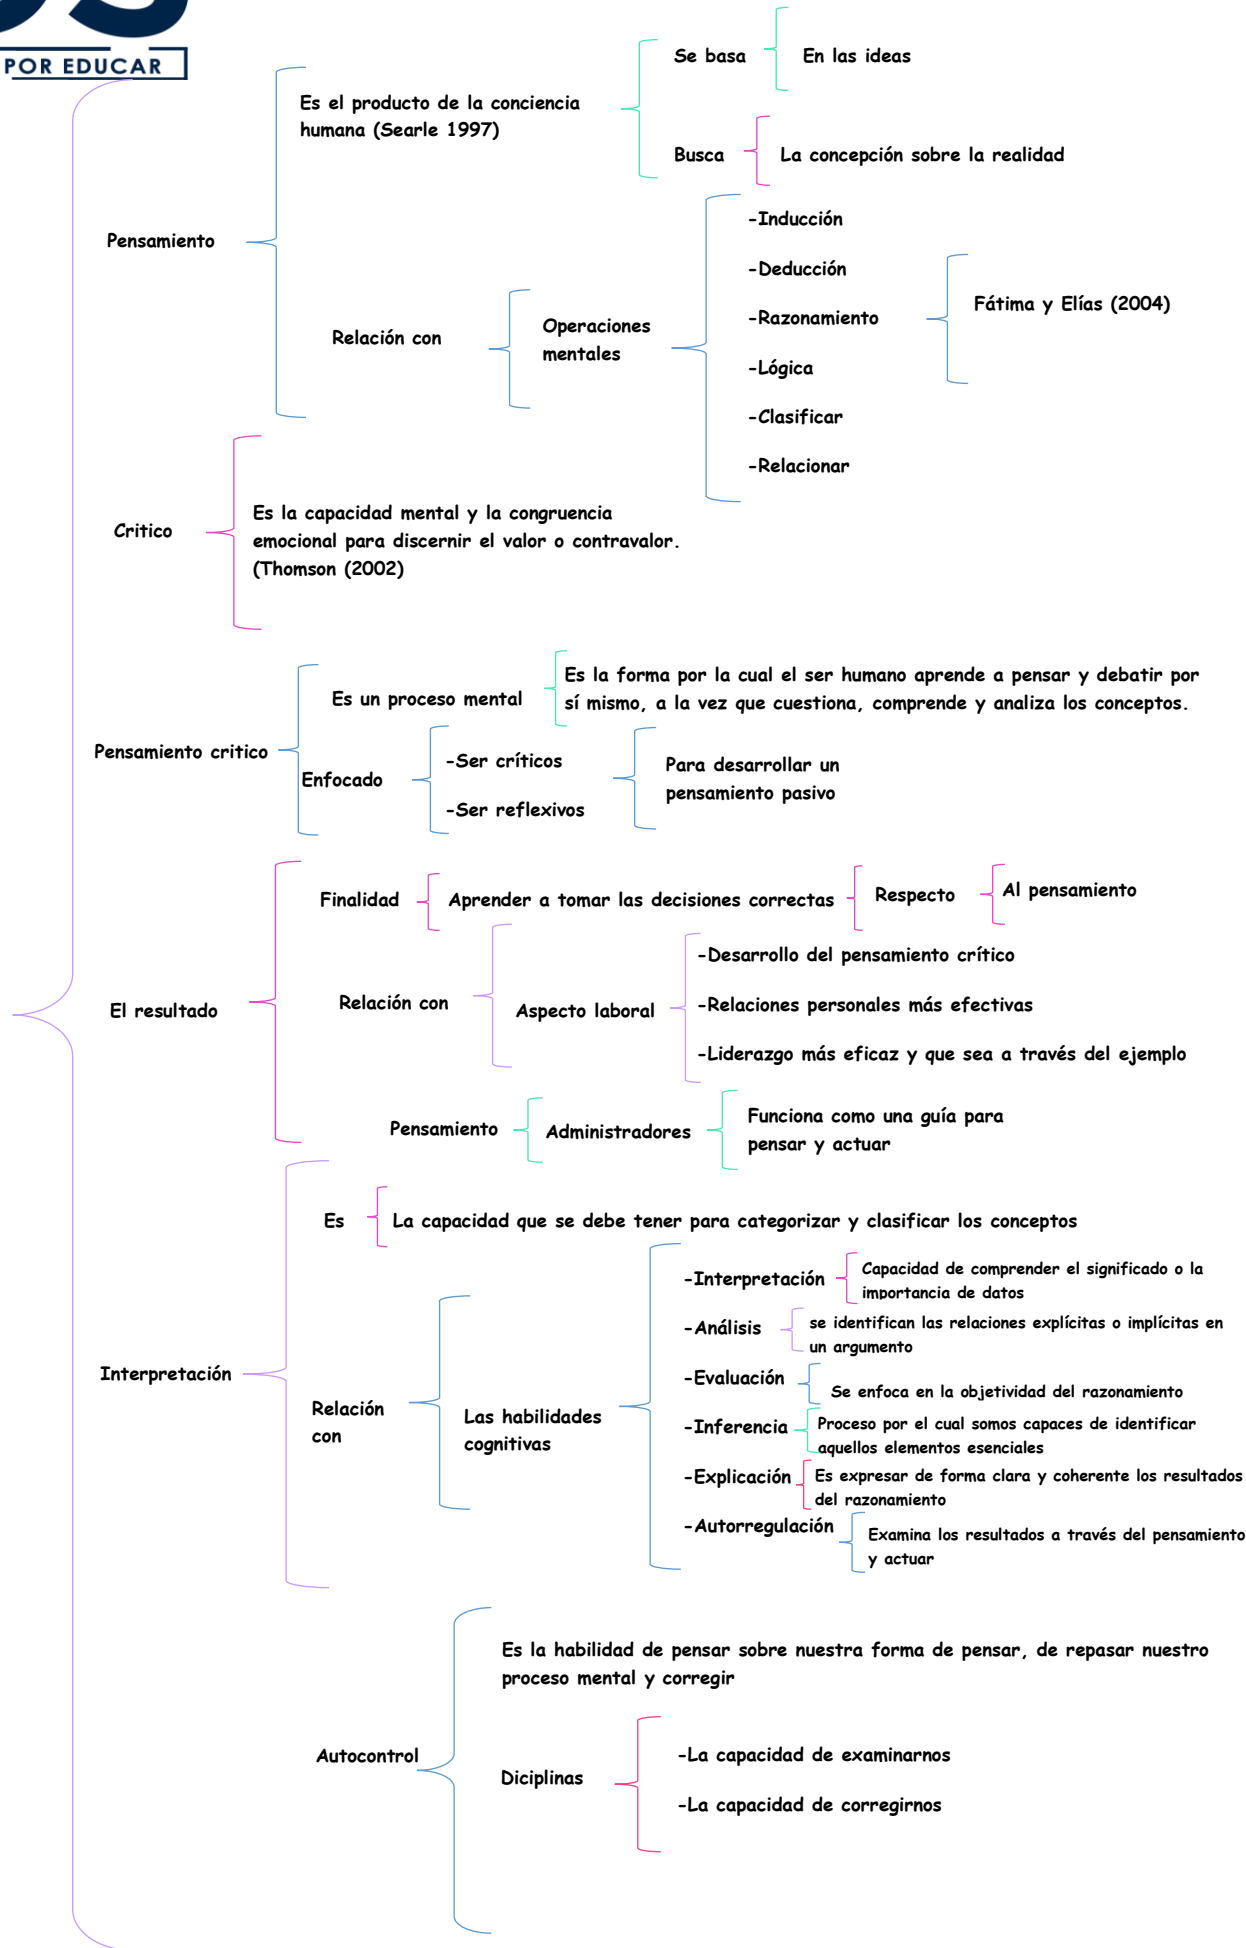 POR EDUCAR
Se basa
En las ideas
Es el producto de la conciencia
humana (Searle 1997)
Busca
La concepción sobre la realidad
Pensamiento
-Inducción
-Deducción
-Razonamiento
-Lógica
-Clasificar
-Relacionar
Fátima y Elías (2004)
Relación con
Operaciones
mentales
Critico
Es la capacidad mental y la congruencia
emocional para discernir el valor o contravalor.
(Thomson (2002)
Pensamiento critico
Es un proceso mental
Es la forma por la cual el ser humano aprende a pensar y debatir por
sí mismo, a la vez que cuestiona, comprende y analiza los conceptos.
Enfocado
-Ser críticos
-Ser reflexivos
Para desarrollar un
pensamiento pasivo
El resultado
Finalidad
Aprender a tomar las decisiones correctas
Respecto
Al pensamiento
Relación con
Aspecto laboral
-Desarrollo del pensamiento crítico
-Relaciones personales más efectivas
-Liderazgo más eficaz y que sea a través del ejemplo
Pensamiento
Administradores
Funciona como una guía para
pensar y actuar
Interpretación
Es
La capacidad que se debe tener para categorizar y clasificar los conceptos
Relación
con
Las habilidades
cognitivas
-Interpretación
Capacidad de comprender el significado o la
importancia de datos
-Análisis
se identifican las relaciones explícitas o implícitas en
un argumento
-Evaluación
Se enfoca en la objetividad del razonamiento
-Inferencia
Proceso por el cual somos capaces de identificar
aquellos elementos esenciales
-Explicación
Es expresar de forma clara y coherente los resultados
del razonamiento
-Autorregulación
Examina los resultados a través del pensamiento
y actuar
Autocontrol
Es la habilidad de pensar sobre nuestra forma de pensar, de repasar nuestro
proceso mental y corregir
Diciplinas
-La capacidad de examinarnos
-La capacidad de corregirnos